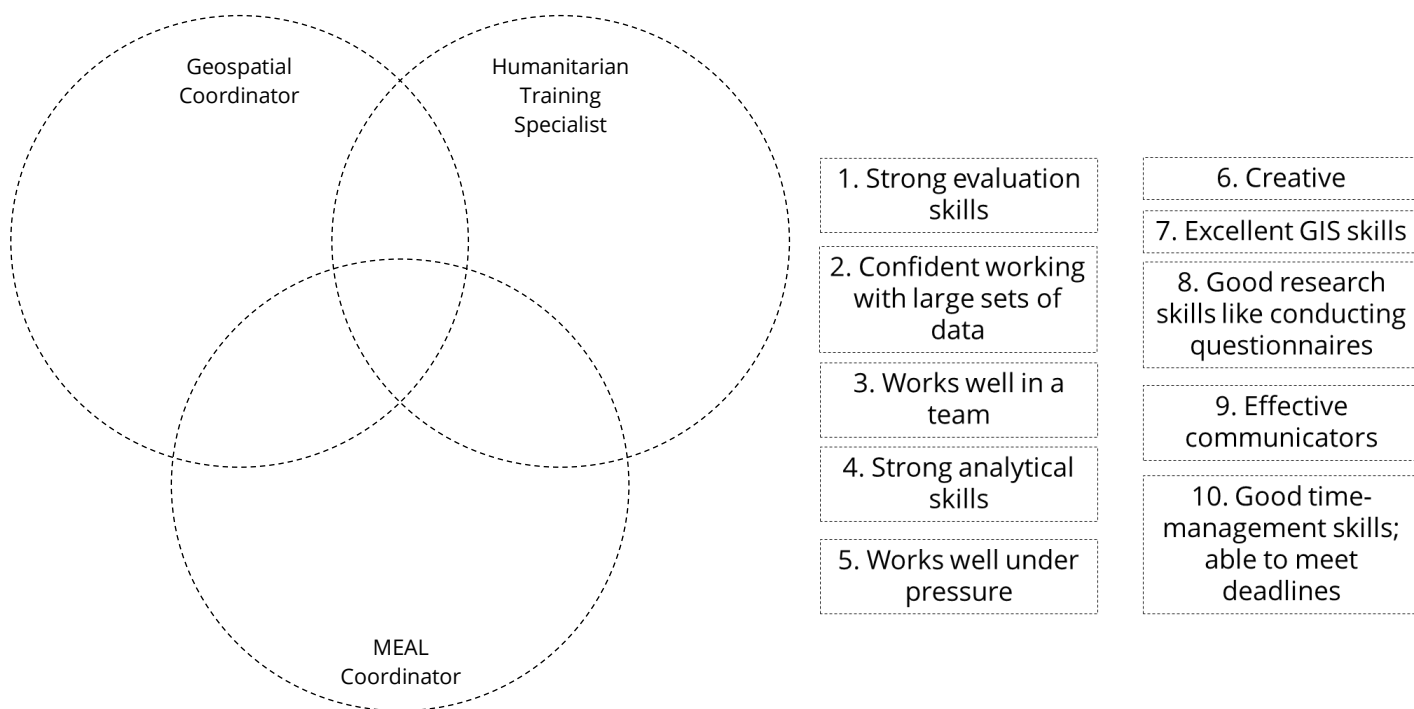 Geospatial
Coordinator
Humanitarian
Training
Specialist
MEAL
Coordinator
1. Strong evaluation
skills
2. Confident working
with large sets of
data
3. Works well in a
team
4. Strong analytical
skills
5. Works well under
pressure
6. Creative
7. Excellent GIS skills
8. Good research
skills like conducting
questionnaires
9. Effective
communicators
10. Good time-
management skills;
able to meet
deadlines